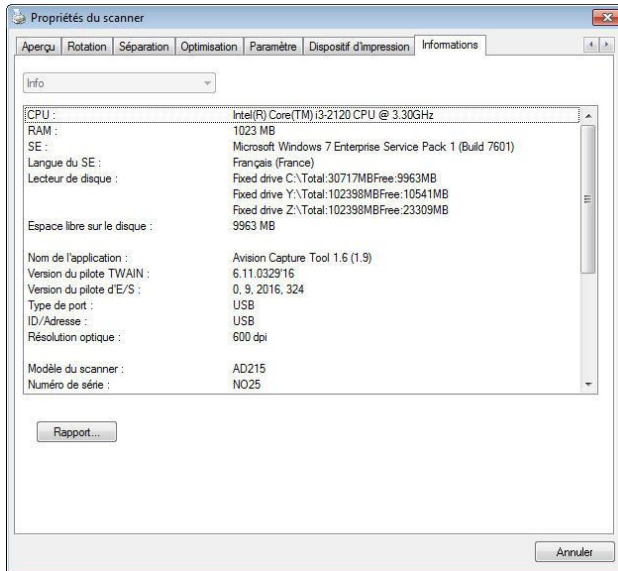 Propriétés du scanner
Aperçu Rotation Séparation Optimisation Paramètre Dispositif d'impression Informations
Info
CPU : Intel(R) Core(TM) i3-2120 CPU @ 3.30GHz
RAM : 1023 MB
SE : Microsoft Windows 7 Enterprise Service Pack 1 (Build 7601)
Langue du SE : Français (France)
Lecteur de disque : Fixed drive C:\Total:30717MBFree:9963MB
Fixed drive Y:\Total:102398MBFree:10541MB
Fixed drive Z:\Total:102398MBFree:23309MB
Espace libre sur le disque : 9963 MB
Nom de l'application : Avision Capture Tool 1.6 (1.9)
Version du pilote TWAIN : 6.11.0329'16
Version du pilote d'E/S : 0, 9, 2016, 324
Type de port : USB
ID/Adresse : USB
Résolution optique : 600 dpi
Modèle du scanner : AD215
Numéro de série : NO25
Rapport...
Annuler